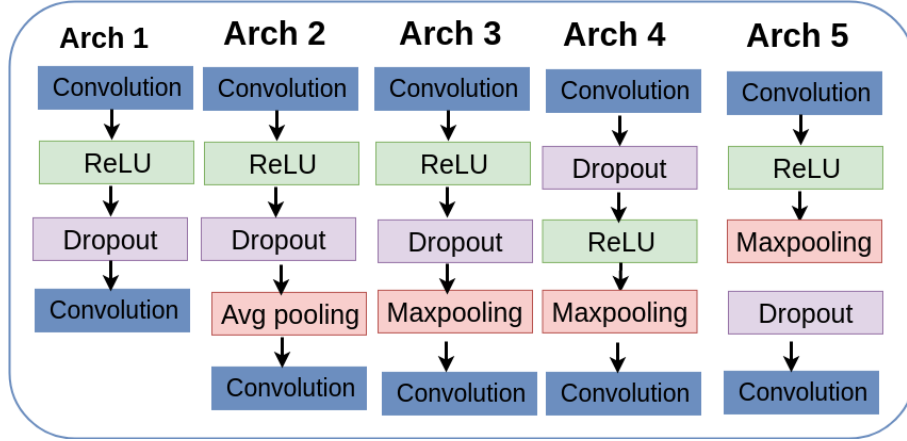 Arch 1
Convolution
ReLU
Dropout
Convolution
Arch 2
Convolution
ReLU
Dropout
Avg pooling
Convolution
Arch 3
Convolution
ReLU
Dropout
Maxpooling
Convolution
Arch 4
Convolution
Dropout
ReLU
Maxpooling
Convolution
Arch 5
Convolution
ReLU
Maxpooling
Dropout
Convolution